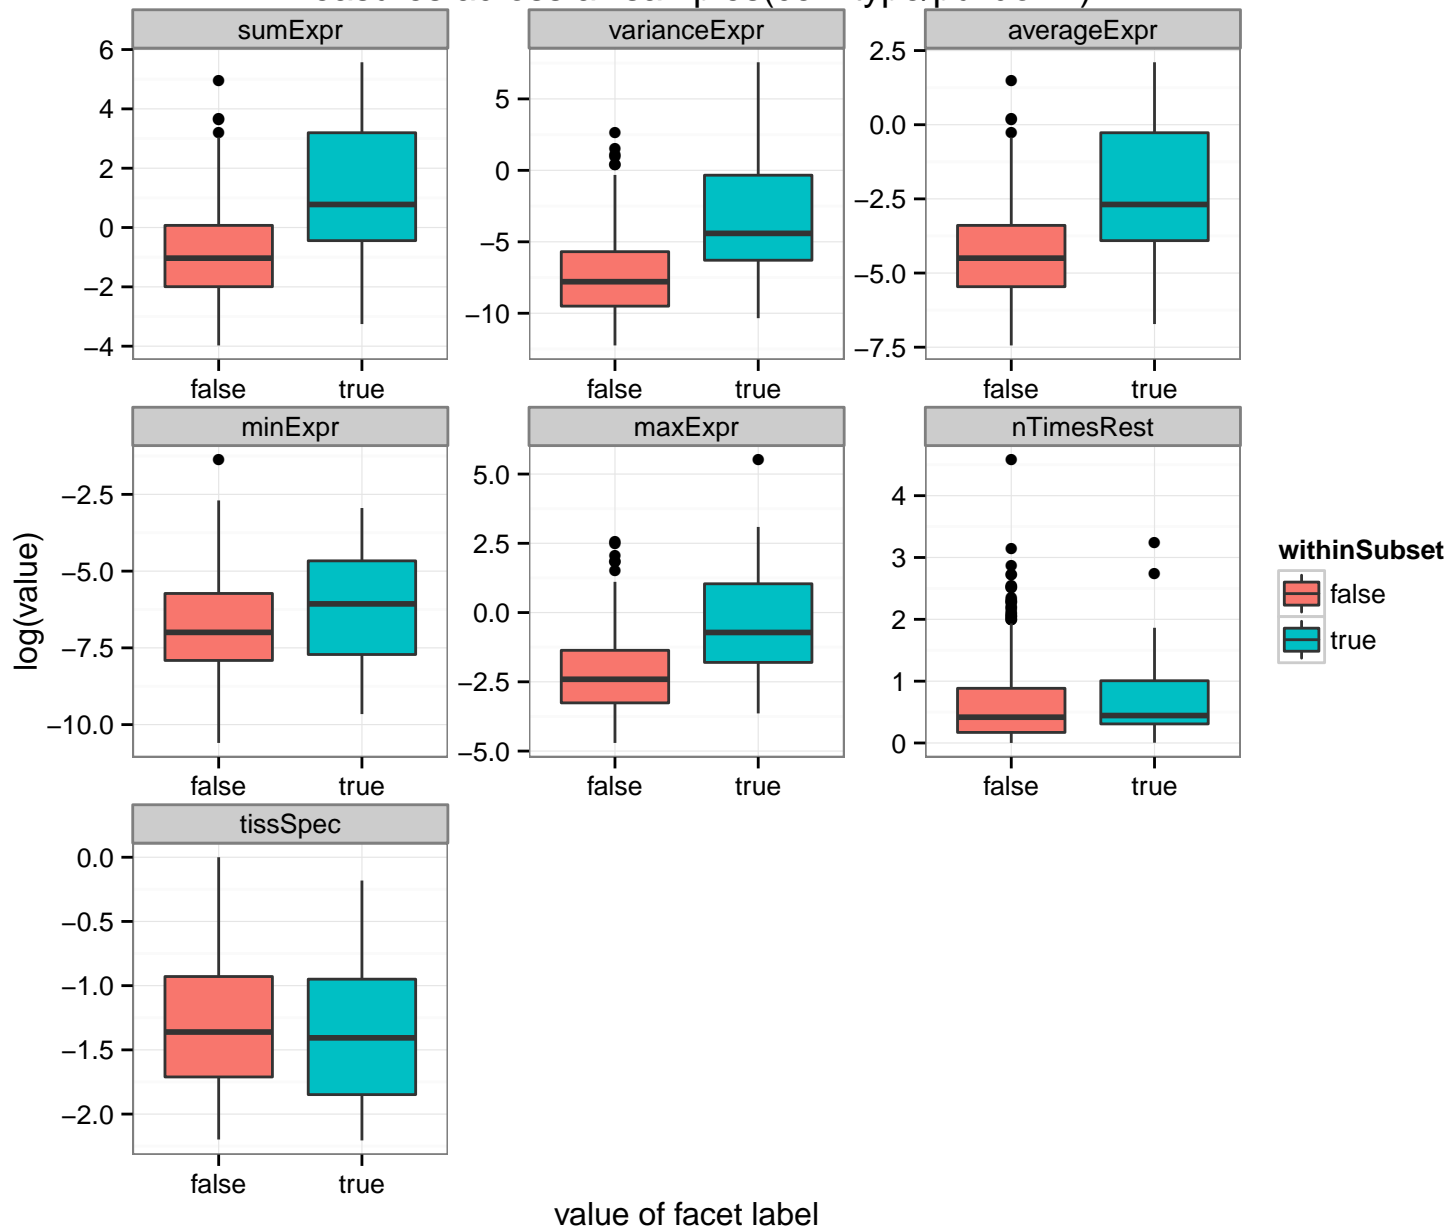 sumExpr varianceExpr averageExpr
6 4 2 0 −2 −4
5 0 −5 −10
2.5 0.0 −2.5 −5.0 −7.5
false true false true false true
minExpr maxExpr nTimesRest
−2.5 −5.0 −7.5 −10.0
5.0 2.5 0.0 −2.5 −5.0
4 3 2 1 0
false true false true false true
tissSpec
0.0 −0.5 −1.0 −1.5 −2.0
false true
log(value)
value of facet label
withinSubset
false
true